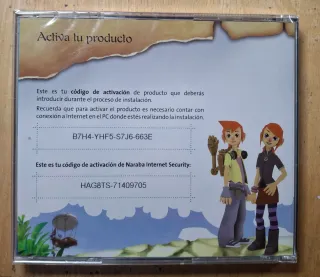 Activa tu producto
Este es tu código de activación de producto que deberás
introducir durante el proceso de instalación.
Recuerda que para activar el producto es necesario contar con
conexión a internet en el PC donde estés realizando la instalación.
B7H4-YHF5-S7J6-663E
Este es tu código de activación de Naraba Internet Security:
HAG8TS-71409705